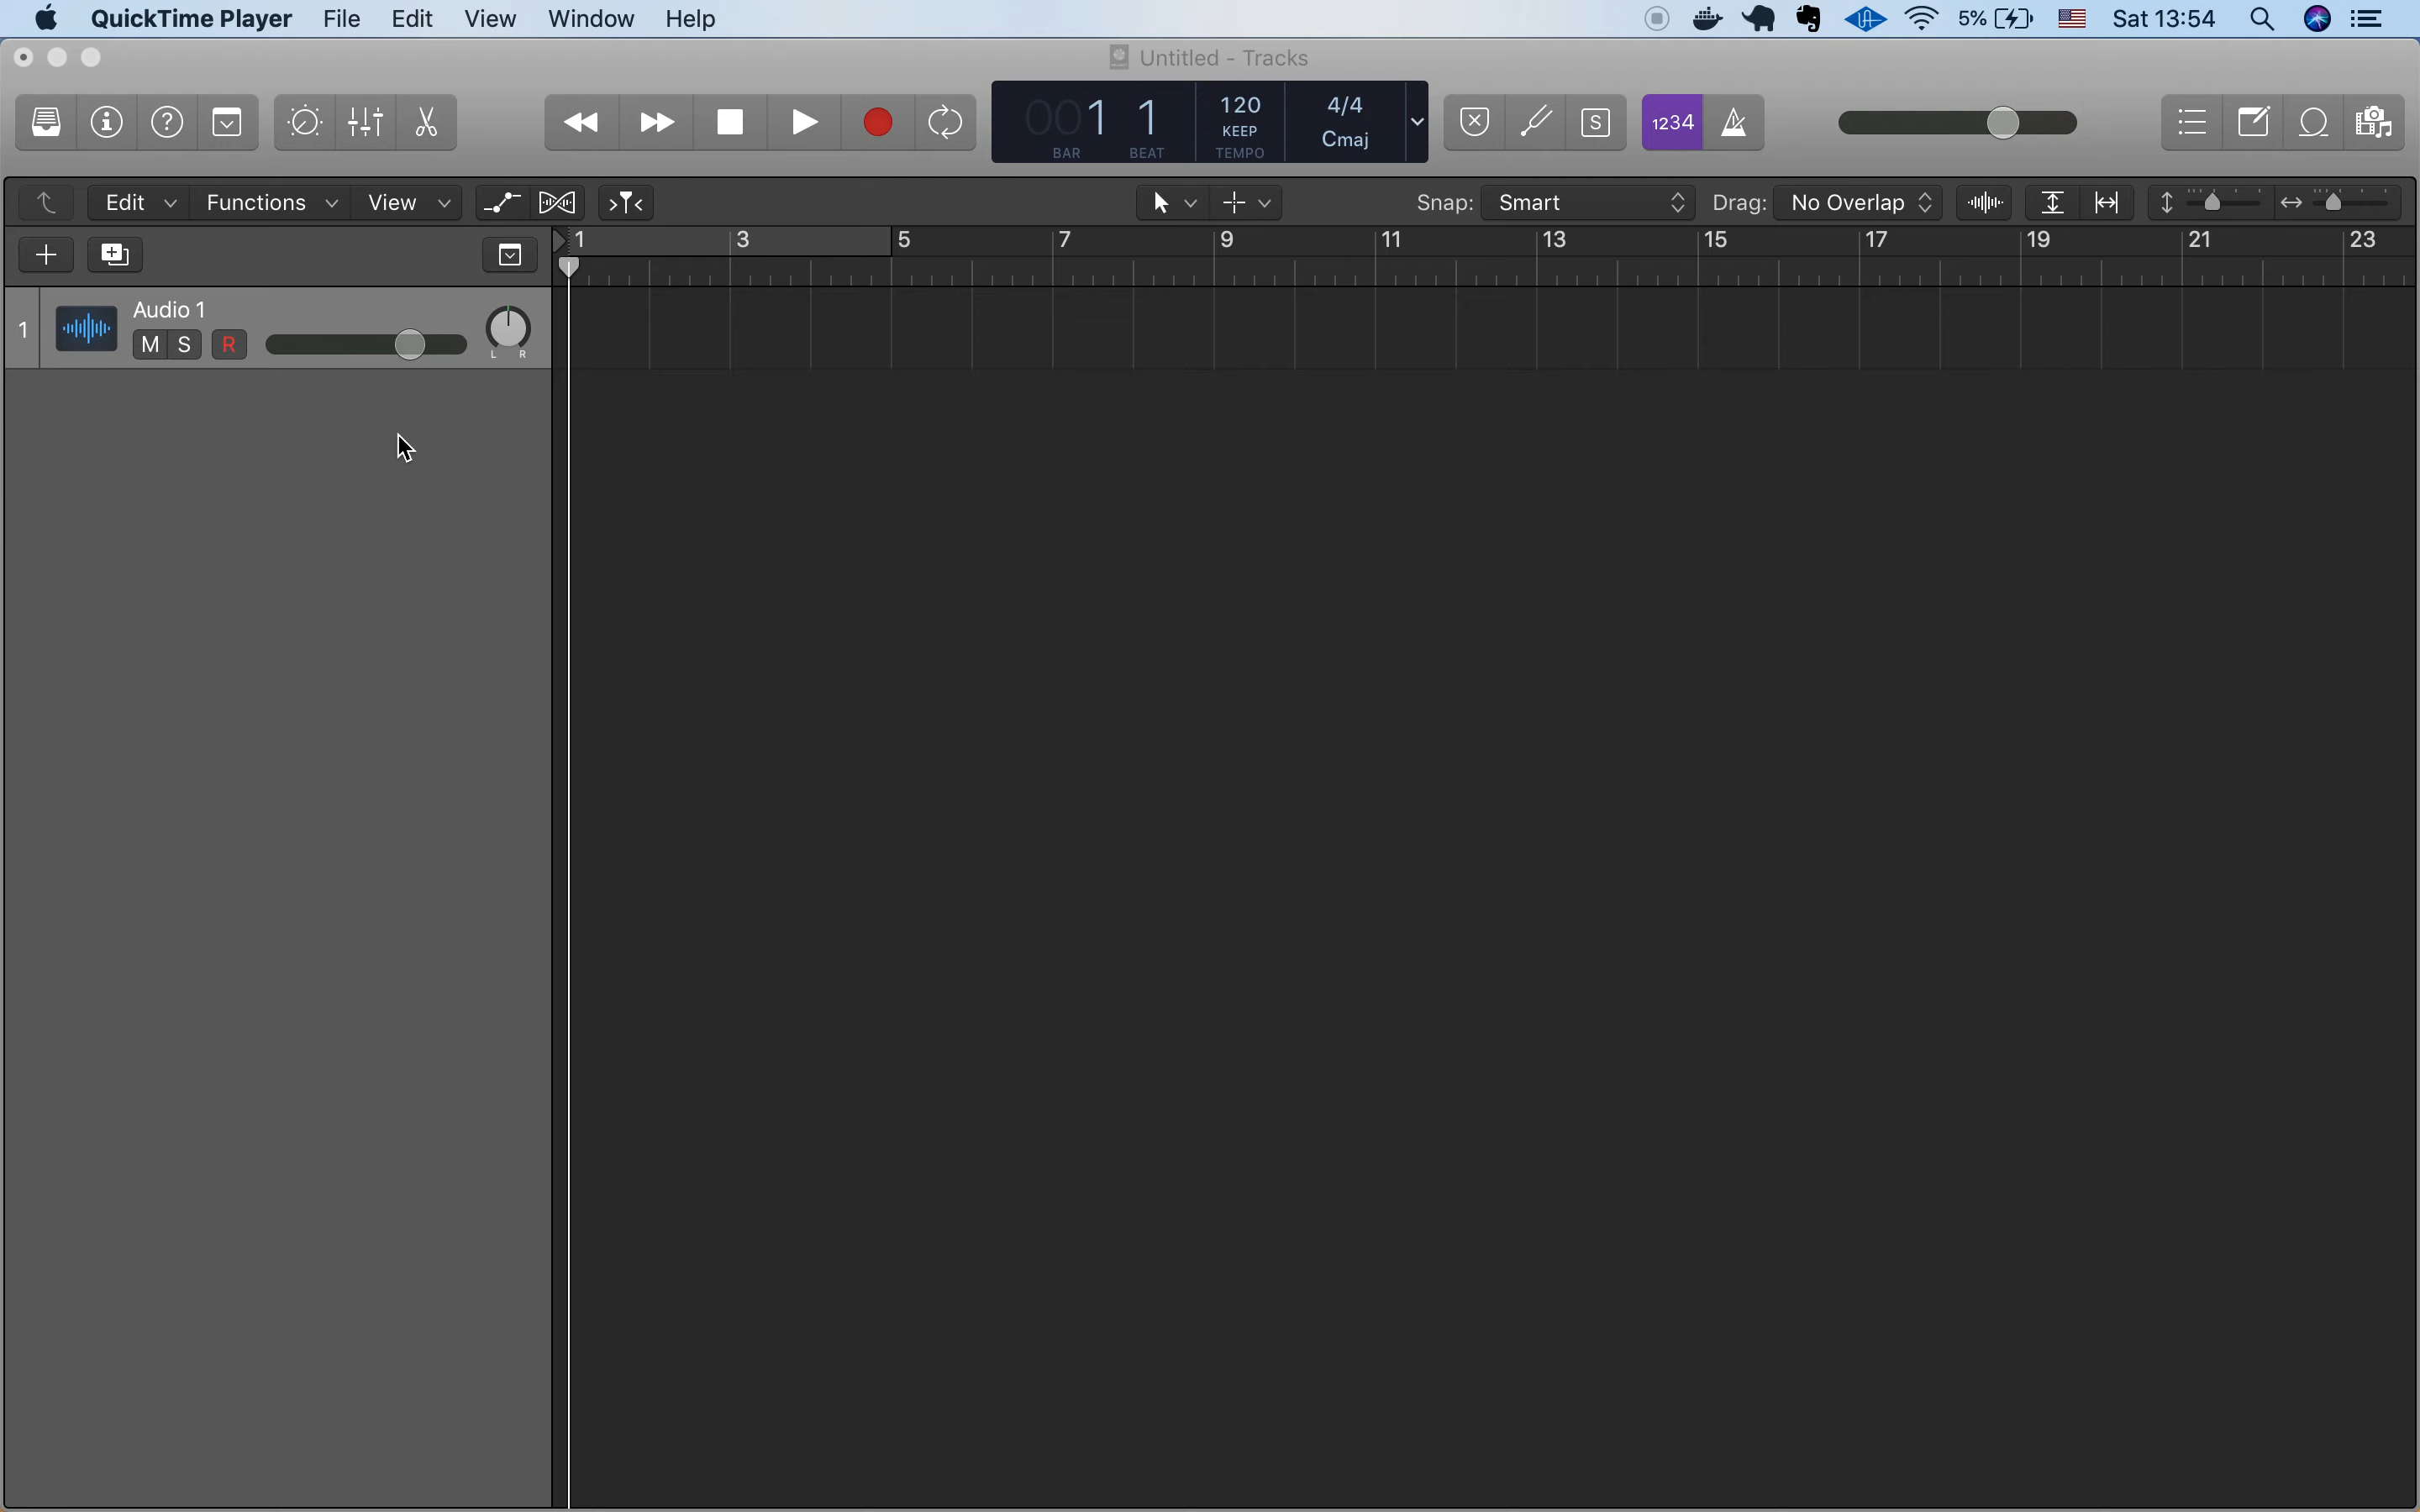 QuickTime Player File Edit View Window Help 5% Sat 13:54
Untitled - Tracks
001 1 120 4/4 S 1234
KEEP Cmaj
BAR BEAT TEMPO
Edit Functions View Snap: Smart Drag: No Overlap
1 3 5 7 9 11 13 15 17 19 21 23
Audio 1
1
M S R
L R